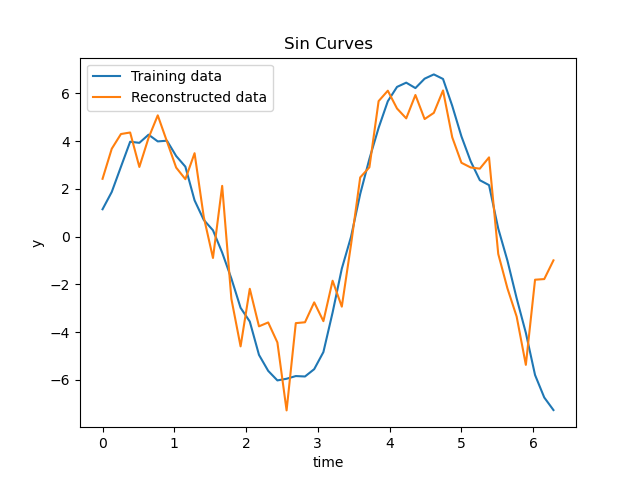 Sin Curves
Training data
Reconstructed data
6
4
2
0
−2
−4
−6
y
0 1 2 3 4 5 6
time